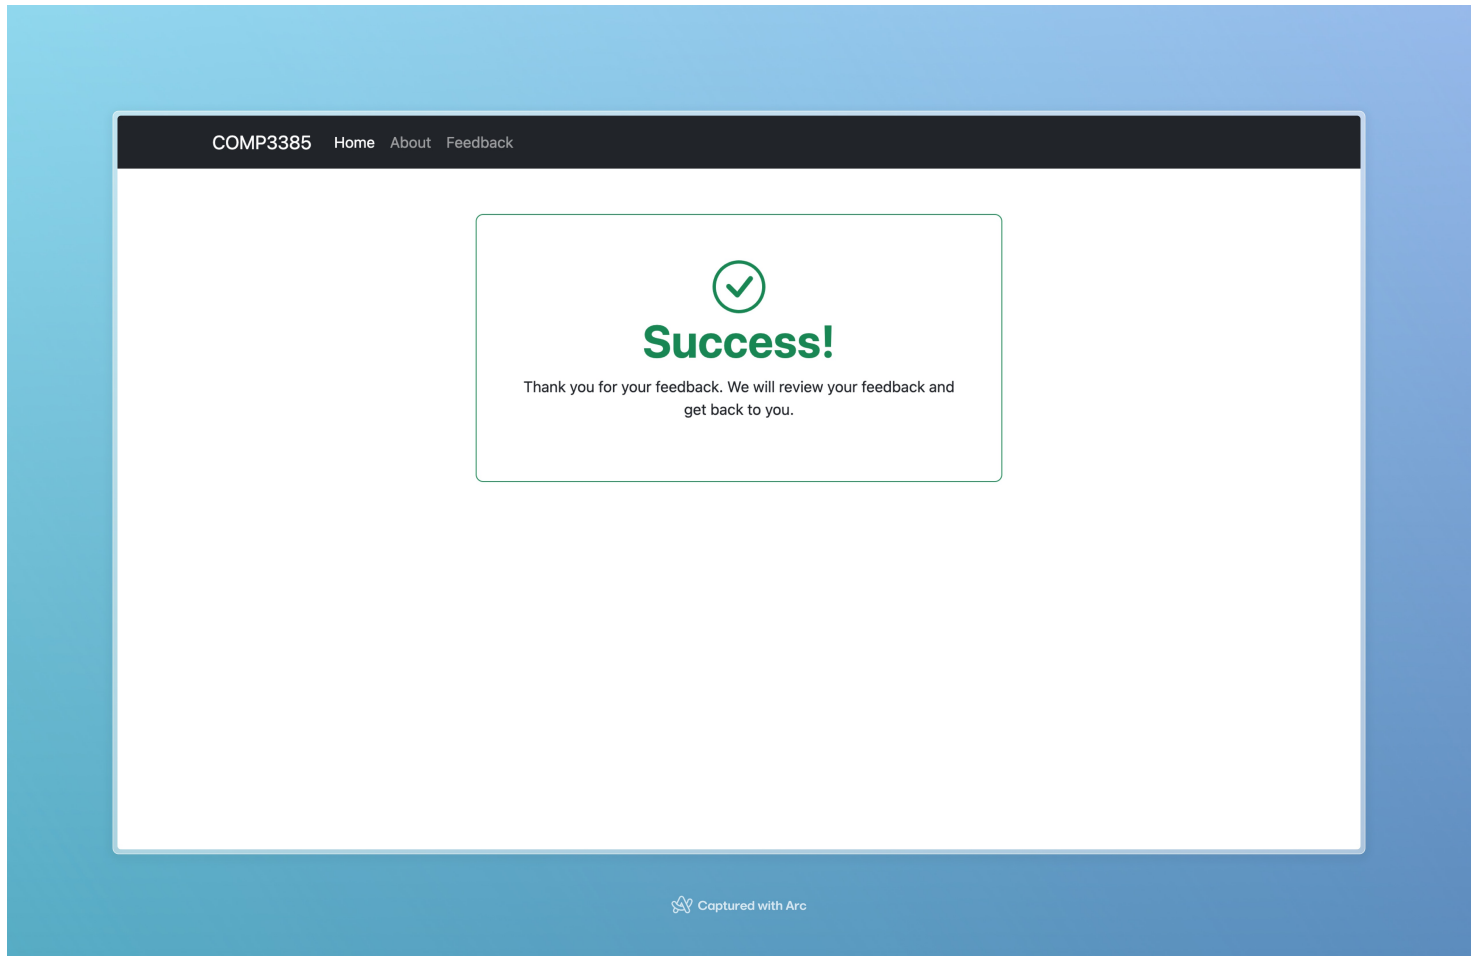 COMP3385 Home About Feedback
Success!
Thank you for your feedback. We will review your feedback and
get back to you.
Captured with Arc